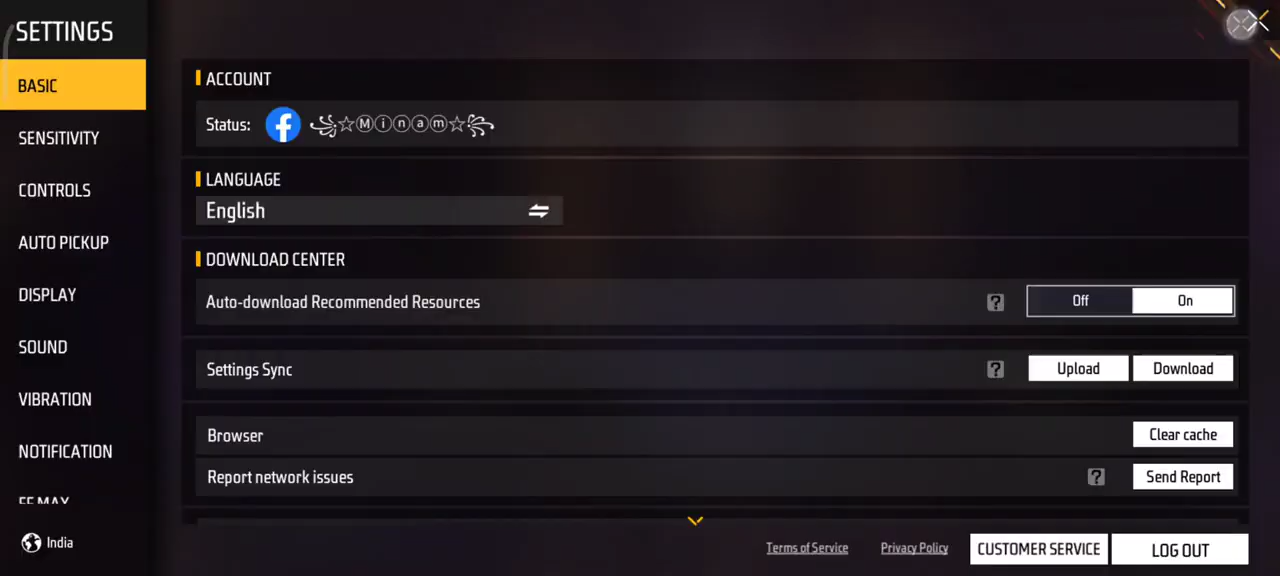 SETTINGS
BASIC
SENSITIVITY
CONTROLS
AUTO PICKUP
DISPLAY
SOUND
VIBRATION
NOTIFICATION
FF MAX
India
ACCOUNT
Status: ꧁☆Ⓜⓘⓝⓐⓜ☆꧂
LANGUAGE
English
DOWNLOAD CENTER
Auto-download Recommended Resources ? Off On
Settings Sync ? Upload Download
Browser Clear cache
Report network issues ? Send Report
Terms of Service Privacy Policy CUSTOMER SERVICE LOG OUT